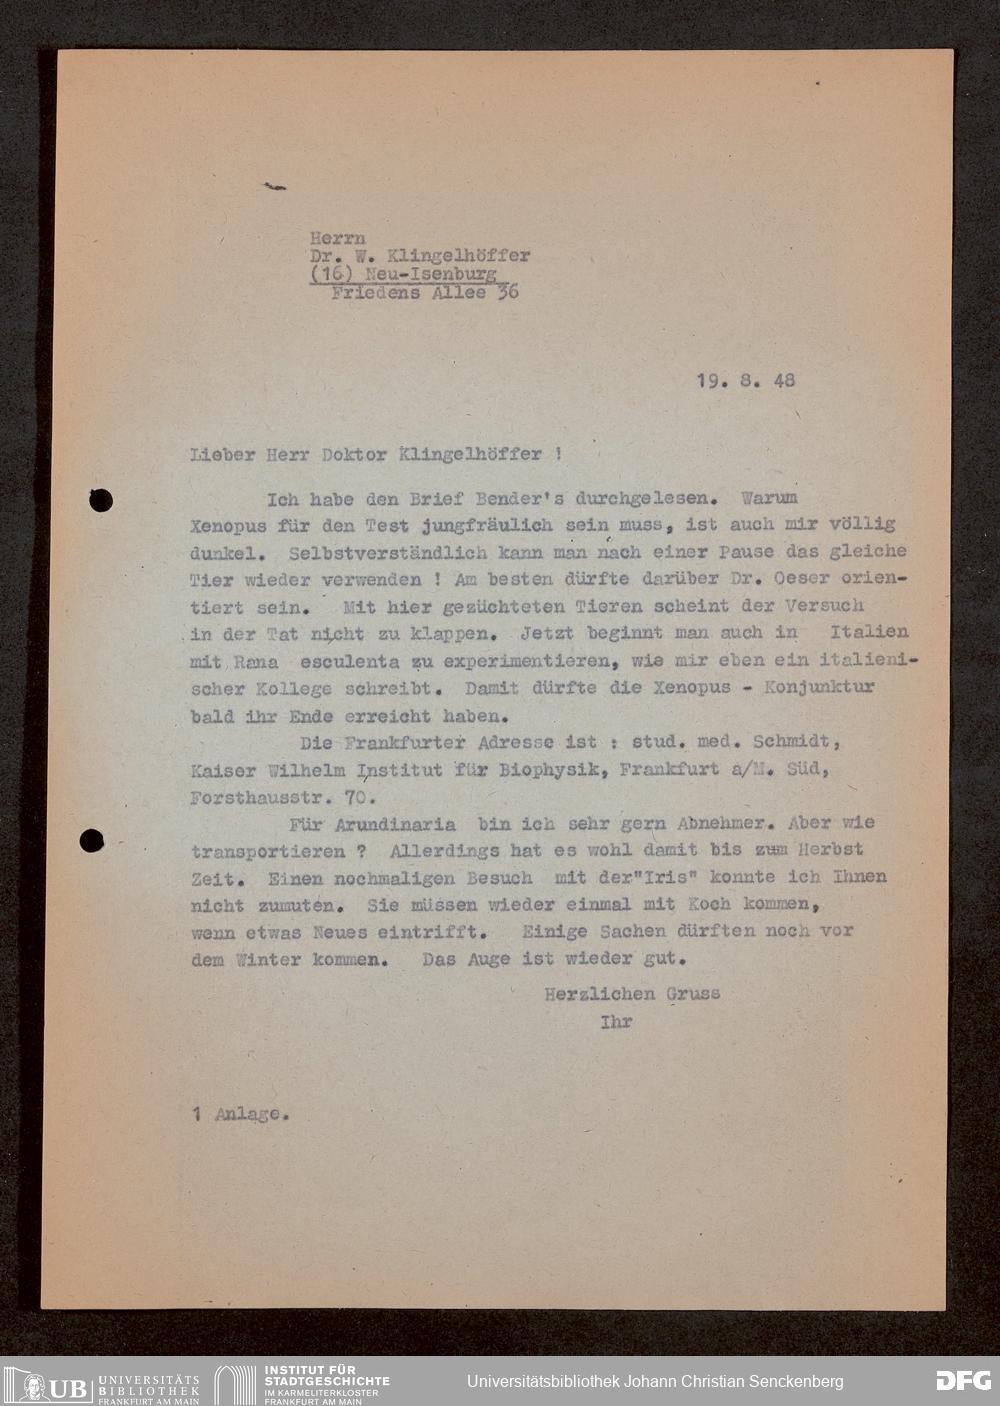 Herrn
Dr. W. Klingelhöffer
(16) Neu-Isenburg
Friedens Allee 36
19. 8. 48
Lieber Herr Doktor Klingelhöffer !
Ich habe den Brief Bender's durchgelesen. Warum
Xenopus für den Test jungfräulich sein muss, ist auch mir völlig
dunkel. Selbstverständlich kann man nach einer Pause das gleiche
Tier wieder verwenden ! Am besten dürfte darüber Dr. Oeser orien-
tiert sein. Mit hier gezüchteten Tieren scheint der Versuch
in der Tat nicht zu klappen. Jetzt beginnt man auch in Italien
mit Rana esculenta zu experimentieren, wie mir eben ein italieni-
scher Kollege schreibt. Damit dürfte die Xenopus - Konjunktur
bald ihr Ende erreicht haben.
Die Frankfurter Adresse ist : stud. med. Schmidt,
Kaiser Wilhelm Institut für Biophysik, Frankfurt a/M. Süd,
Forsthausstr. 70.
Für Arundinaria bin ich sehr gern Abnehmer. Aber wie
transportieren ? Allerdings hat es wohl damit bis zum Herbst
Zeit. Einen nochmaligen Besuch mit der"Iris" konnte ich Ihnen
nicht zumuten. Sie müssen wieder einmal mit Koch kommen,
wenn etwas Neues eintrifft. Einige Sachen dürften noch vor
dem Winter kommen. Das Auge ist wieder gut.
Herzlichen Gruss
Ihr
1 Anlage.
UB UNIVERSITÄTS
BIBLIOTHEK
FRANKFURT AM MAIN
INSTITUT FÜR
STADTGESCHICHTE
IM KARMELITERKLOSTER
FRANKFURT AM MAIN
Universitätsbibliothek Johann Christian Senckenberg
DFG